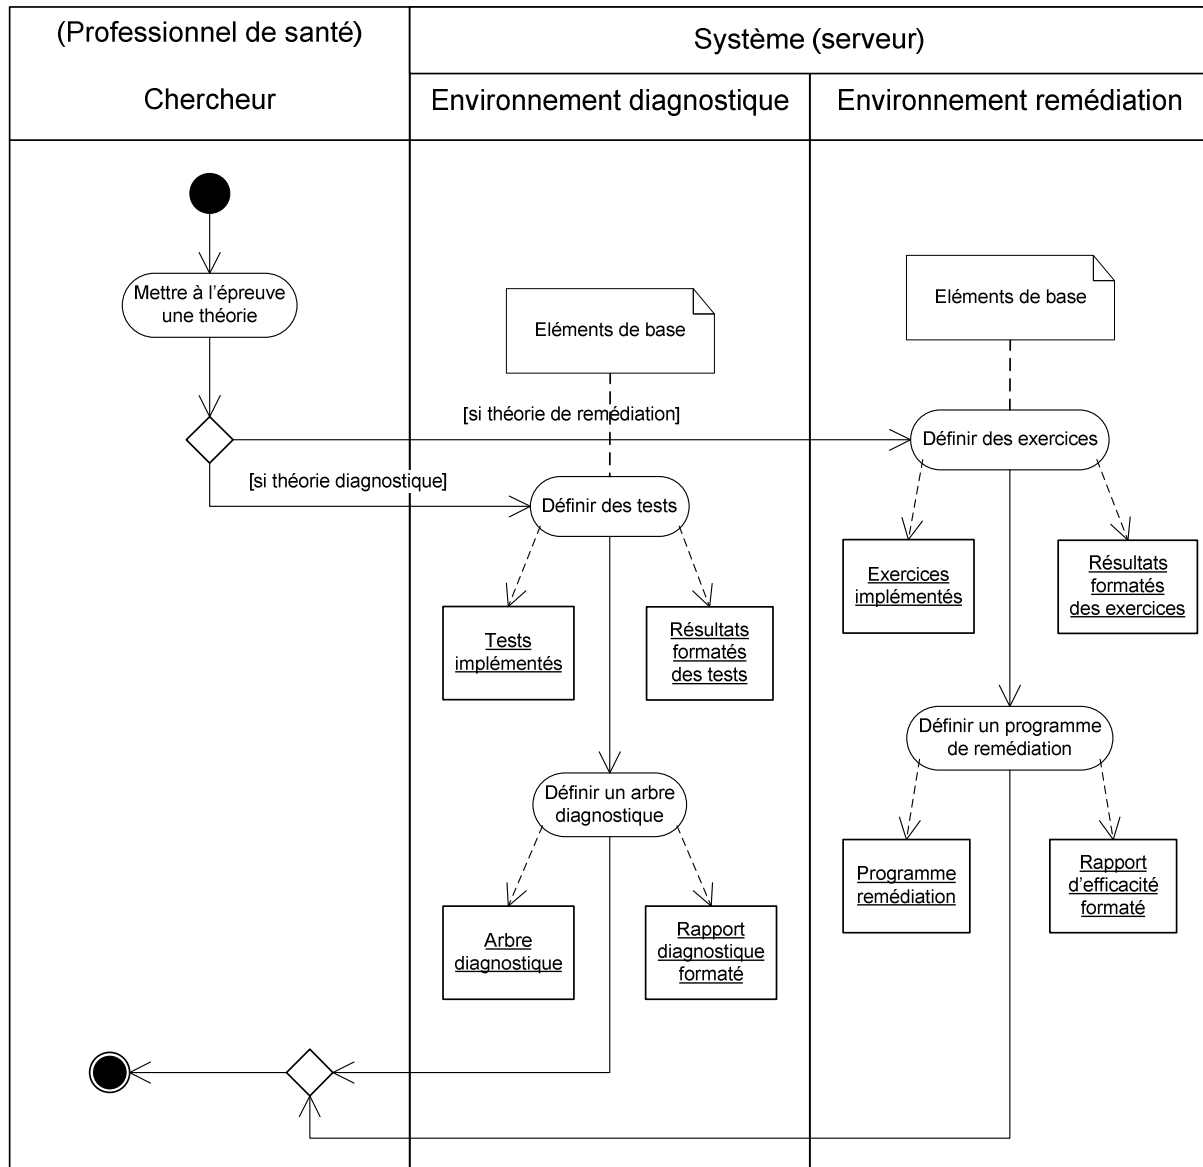 (Professionnel de santé)
Chercheur
Système (serveur)
Environnement diagnostique
Environnement remédiation
Mettre à l'épreuve
une théorie
Eléments de base
Eléments de base
[si théorie de remédiation]
Définir des exercices
[si théorie diagnostique]
Définir des tests
Exercices
implémentés
Résultats
formatés
des exercices
Tests
implémentés
Résultats
formatés
des tests
Définir un programme
de remédiation
Définir un arbre
diagnostique
Programme
remédiation
Rapport
d'efficacité
formaté
Arbre
diagnostique
Rapport
diagnostique
formaté